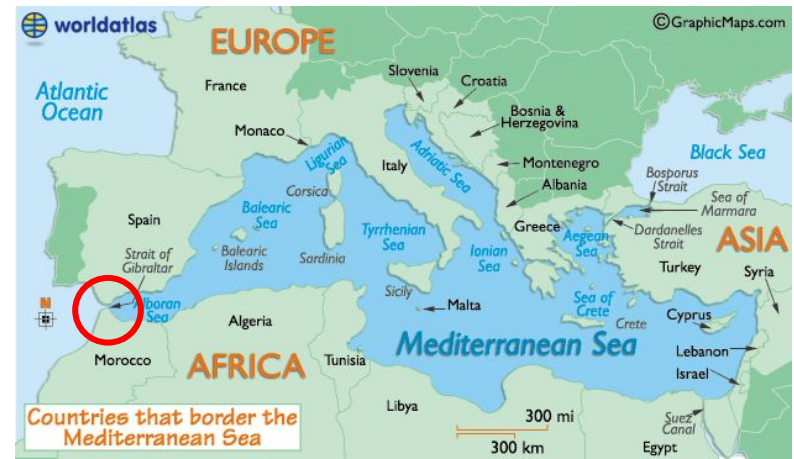 worldatlas
EUROPE
©GraphicMaps.com
Atlantic
Ocean
France
Slovenia
Croatia
Bosnia &
Herzegovina
Monaco
Ligurian
Sea
Italy
Adriatic Sea
Montenegro
Albania
Black Sea
Bosporus
Strait
Sea of
Marmara
Corsica
Spain
Balearic
Sea
Balearic
Islands
Sardinia
Tyrrhenian
Sea
Ionian
Sea
Greece
Aegean
Sea
Dardanelles
Strait
ASIA
Turkey
Syria
Strait of
Gibraltar
N
Alboran
Sea
Sicily
Malta
Sea of
Crete
Crete
Cyprus
Lebanon
Israel
Algeria
Morocco
AFRICA
Tunisia
Mediterranean Sea
Libya
300 mi
300 km
Suez
Canal
Egypt
Countries that border the
Mediterranean Sea